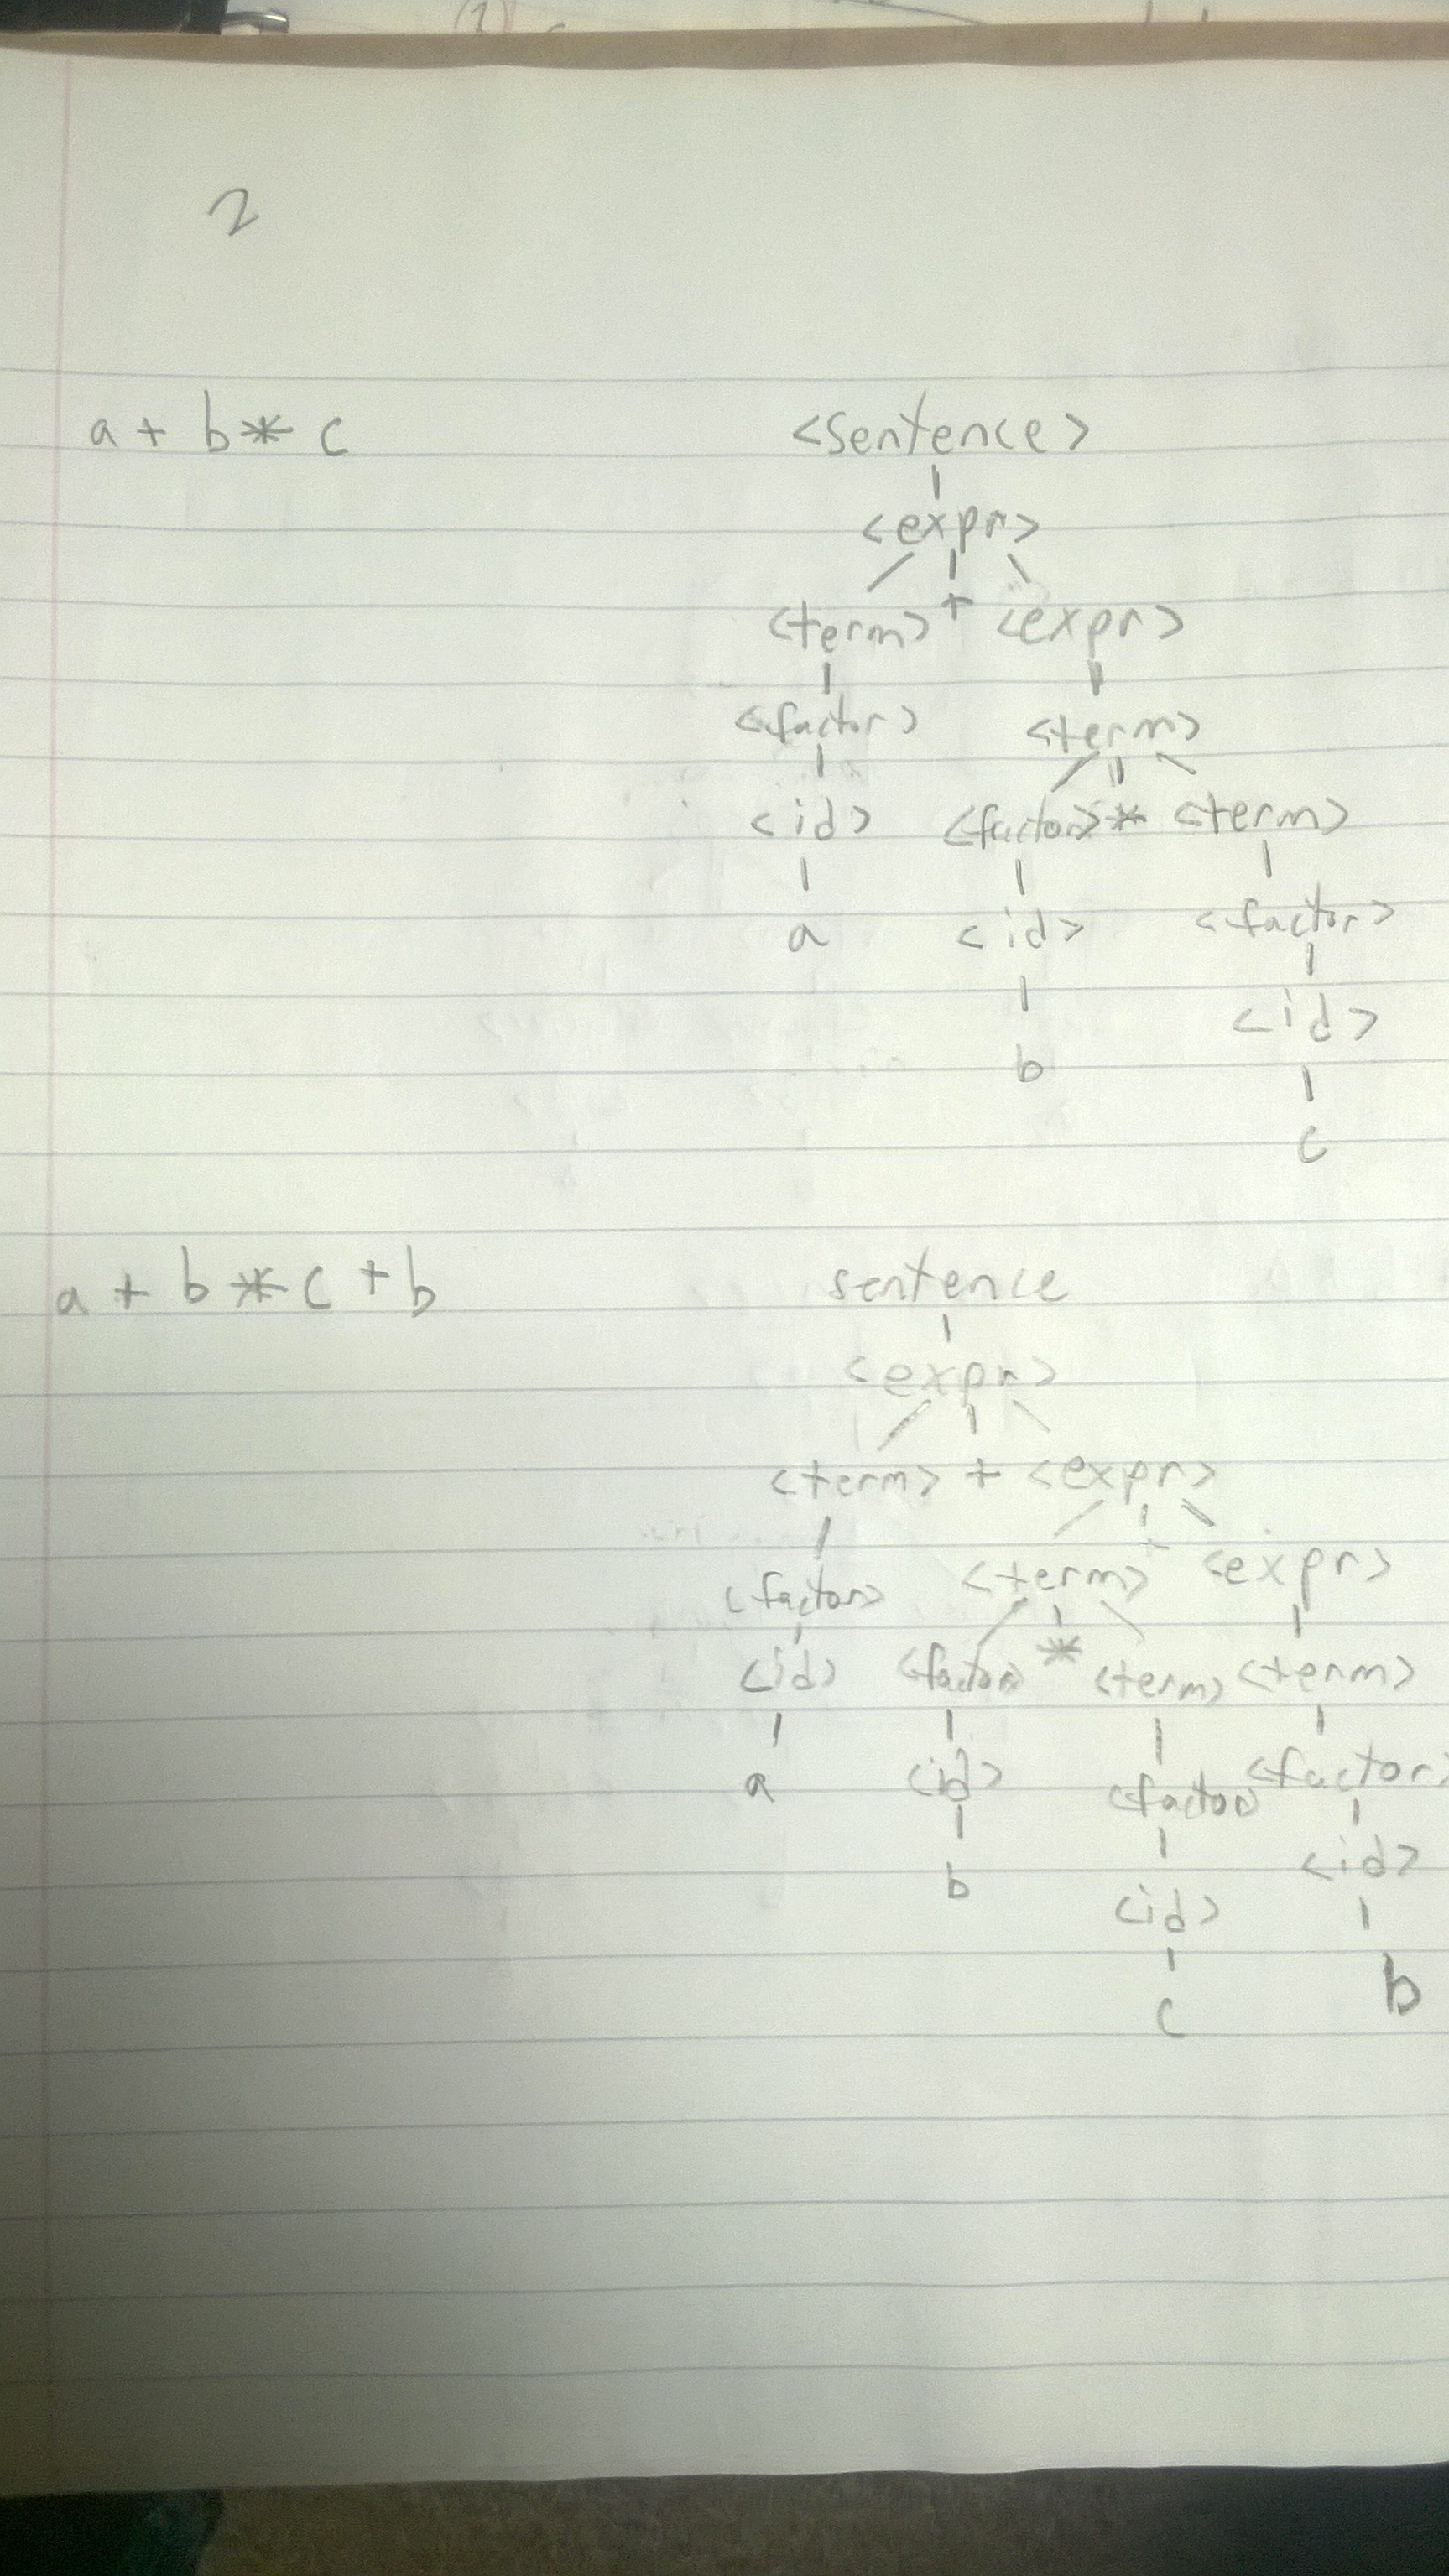 (1)
2
a + b * c <sentence>
<expr>
<term> + <expr>
<factor> <term>
<id> <factor> * <term>
a <id> <factor>
b <id>
c
a + b * c + b sentence
<expr>
<term> + <expr>
<factor> <term> + <expr>
<id> <factor> * <term> <term>
a <id> <factor> <factor>
b <id> <id>
c b